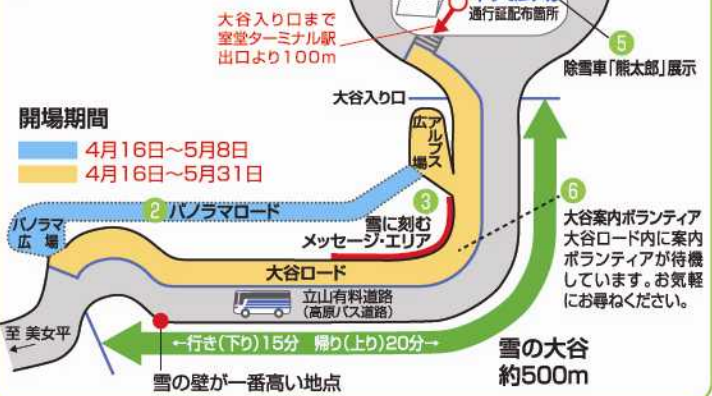 大谷入り口まで
室堂ターミナル駅
出口より100m
通行証配布箇所
5
除雪車「熊太郎」展示
大谷入り口
開場期間
4月16日〜5月8日
4月16日〜5月31日
アルプス
広場
2 パノラマロード
3
雪に刻む
メッセージ・エリア
パノラマ
広場
6
大谷案内ボランティア
大谷ロード内に案内
ボランティアが待機
しています。お気軽
にお尋ねください。
大谷ロード
立山有料道路
(高原バス道路)
至 美女平
←行き(下り)15分 帰り(上り)20分→
雪の大谷
約500m
雪の壁が一番高い地点